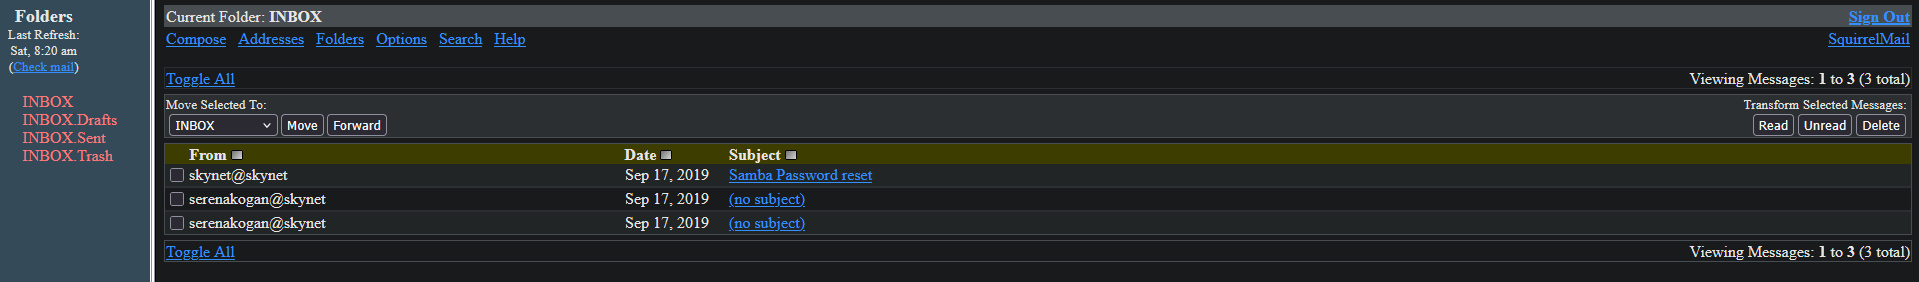 Folders
Last Refresh:
Sat, 8:20 am
(Check mail)
INBOX
INBOX.Drafts
INBOX.Sent
INBOX.Trash
Current Folder: INBOX Sign Out
Compose Addresses Folders Options Search Help SquirrelMail
Toggle All Viewing Messages: 1 to 3 (3 total)
Move Selected To: Transform Selected Messages:
INBOX Move Forward Read Unread Delete
From Date Subject
skynet@skynet Sep 17, 2019 Samba Password reset
serenakogan@skynet Sep 17, 2019 (no subject)
serenakogan@skynet Sep 17, 2019 (no subject)
Toggle All Viewing Messages: 1 to 3 (3 total)